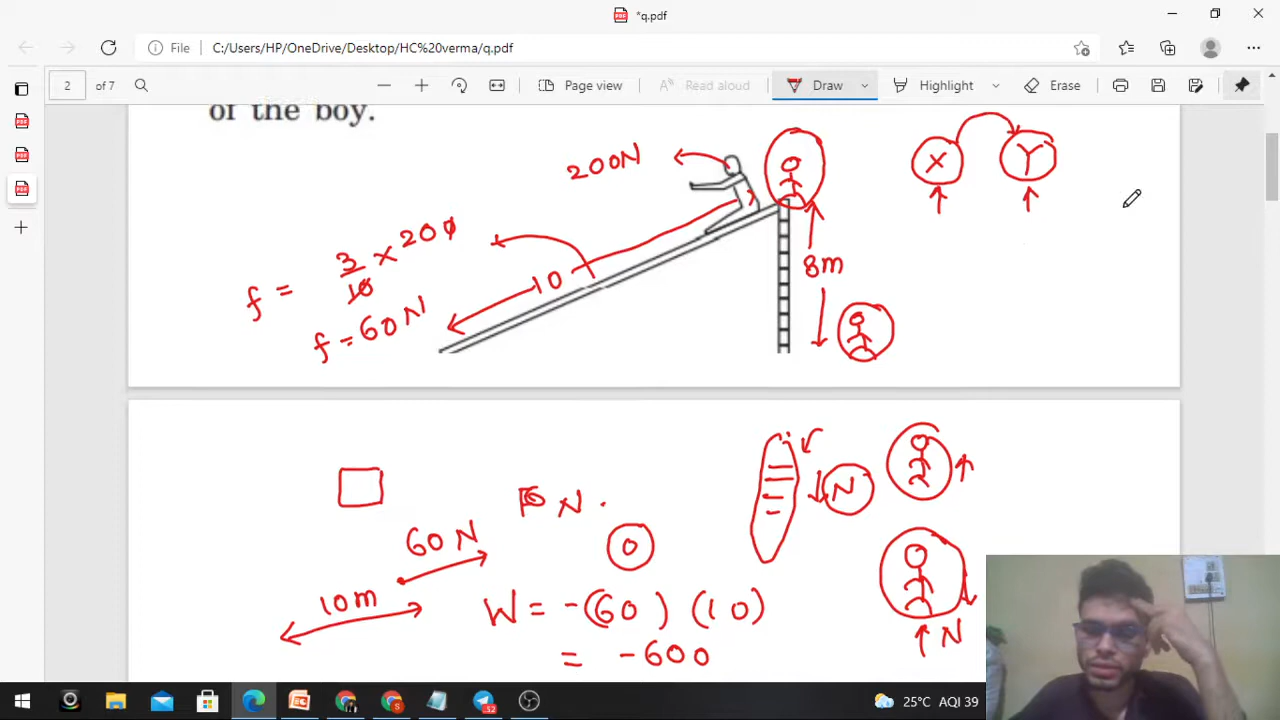 *q.pdf
File
C:/Users/HP/OneDrive/Desktop/HC%20verma/q.pdf
2 of 7
Page view
Read aloud
Draw
Highlight
Erase
of the boy.
200N
X Y
f = 3/10 × 200
10
8m
f = 60N
60 N
N
N
0
10m
W = -(60) (10)
N
= -600
32
25°C AQI 39